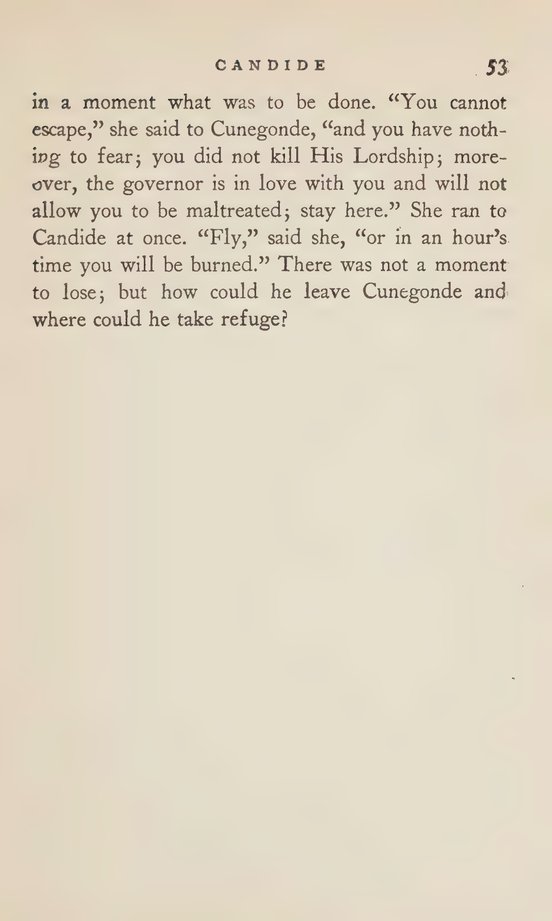 CANDIDE 53
in a moment what was to be done. “You cannot
escape,” she said to Cunegonde, “and you have noth-
ing to fear; you did not kill His Lordship; more-
over, the governor is in love with you and will not
allow you to be maltreated; stay here.” She ran to
Candide at once. “Fly,” said she, “or in an hour’s
time you will be burned.” There was not a moment
to lose; but how could he leave Cunegonde and
where could he take refuge?